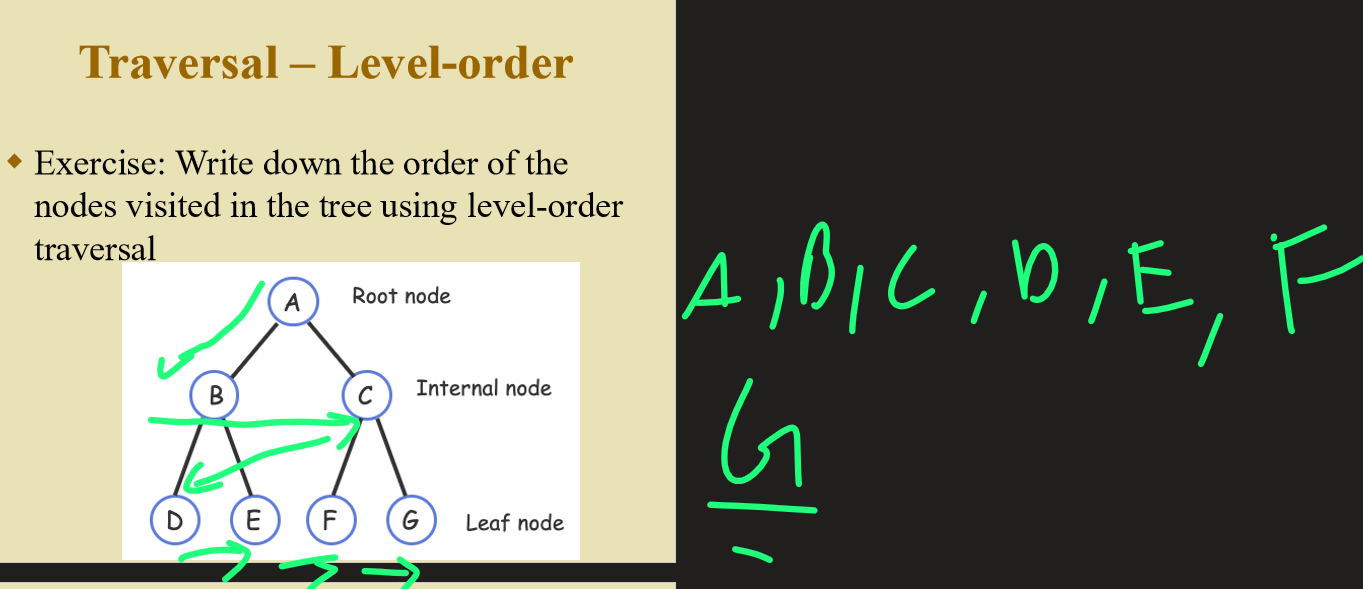 Traversal – Level-order
Exercise: Write down the order of the
nodes visited in the tree using level-order
traversal
A Root node
B C Internal node
D E F G Leaf node
A, B, C, D, E, F
G